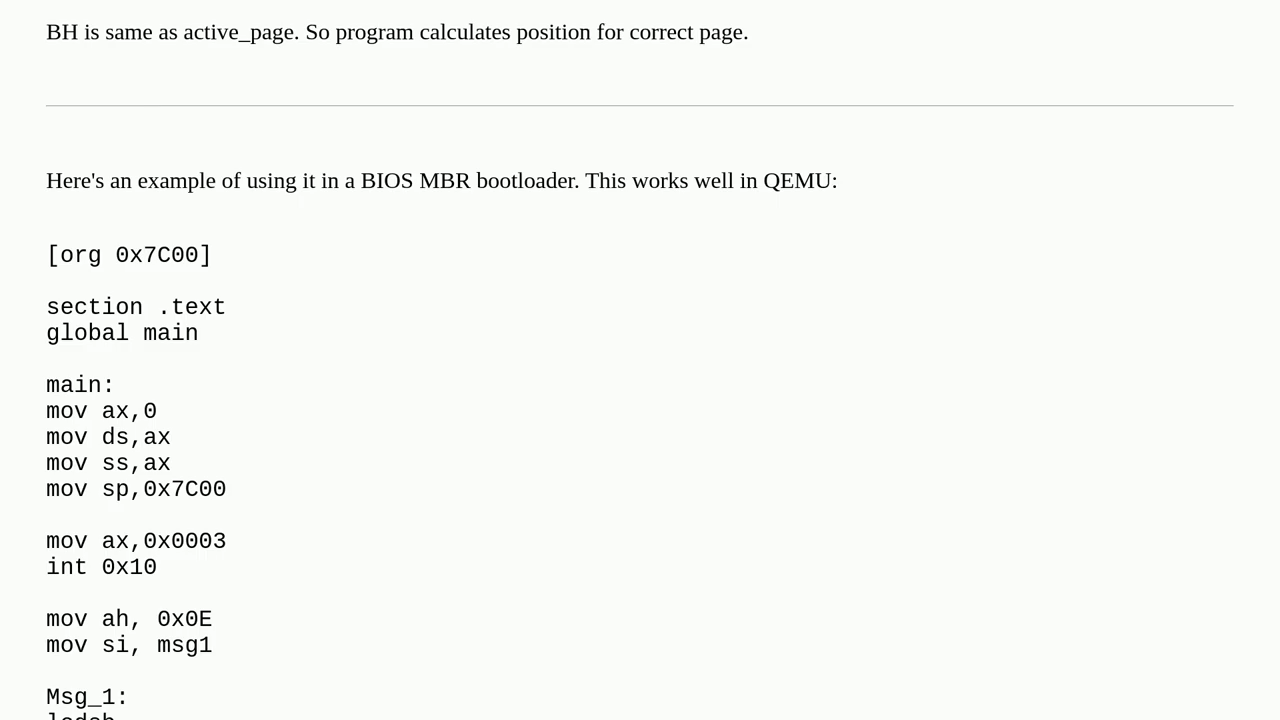 BH is same as active_page. So program calculates position for correct page.
Here's an example of using it in a BIOS MBR bootloader. This works well in QEMU:
[org 0x7C00]
section .text
global main
main:
mov ax,0
mov ds,ax
mov ss,ax
mov sp,0x7C00
mov ax,0x0003
int 0x10
mov ah, 0x0E
mov si, msg1
Msg_1: